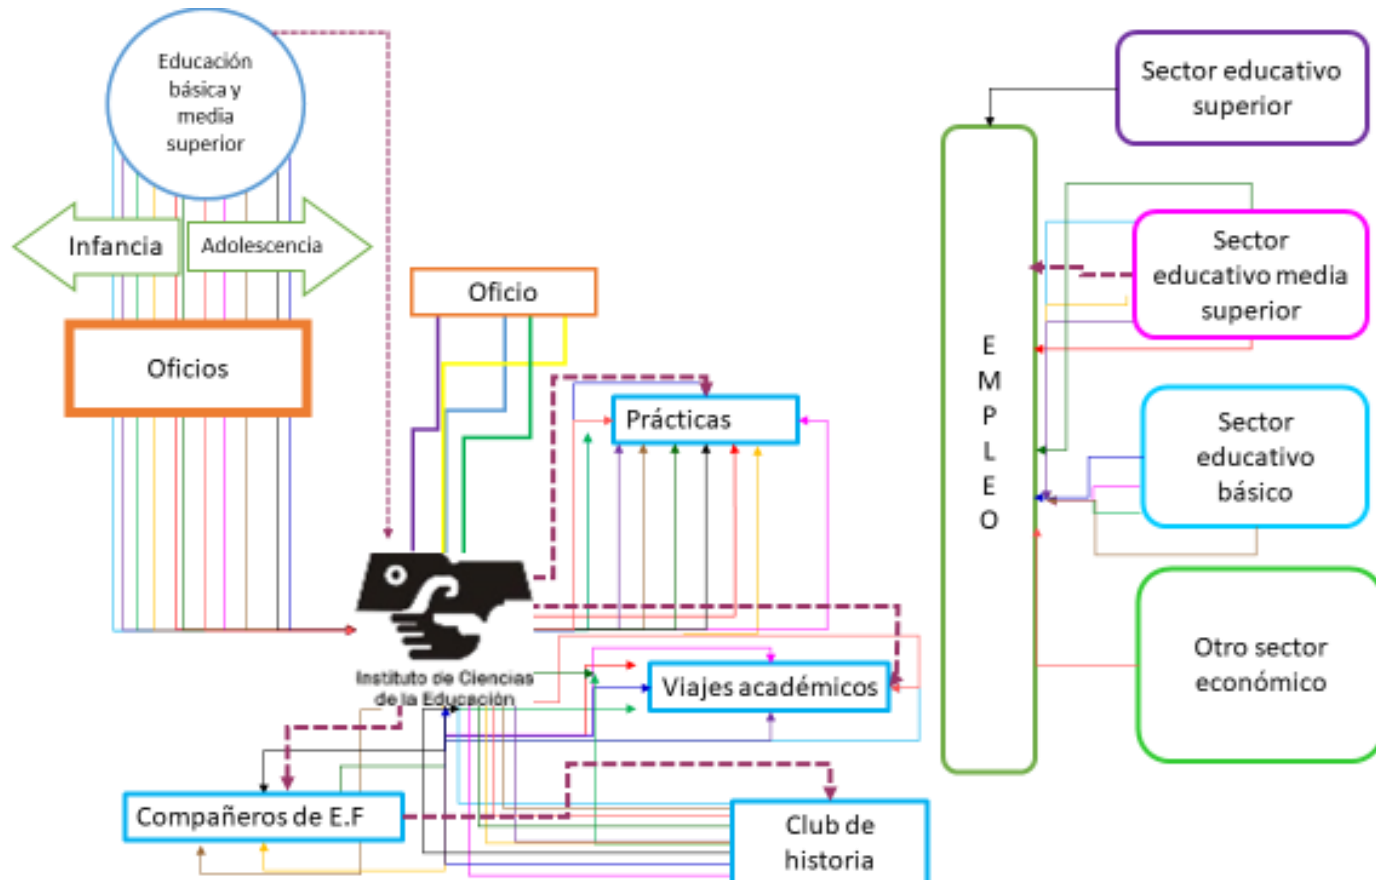 Educación
básica y
media
superior
Infancia
Adolescencia
Oficios
Oficio
Prácticas
Instituto de Ciencias
de la Educación
Viajes académicos
Compañeros de E.F
Club de
historia
E
M
P
L
E
O
Sector educativo
superior
Sector
educativo media
superior
Sector
educativo
básico
Otro sector
económico